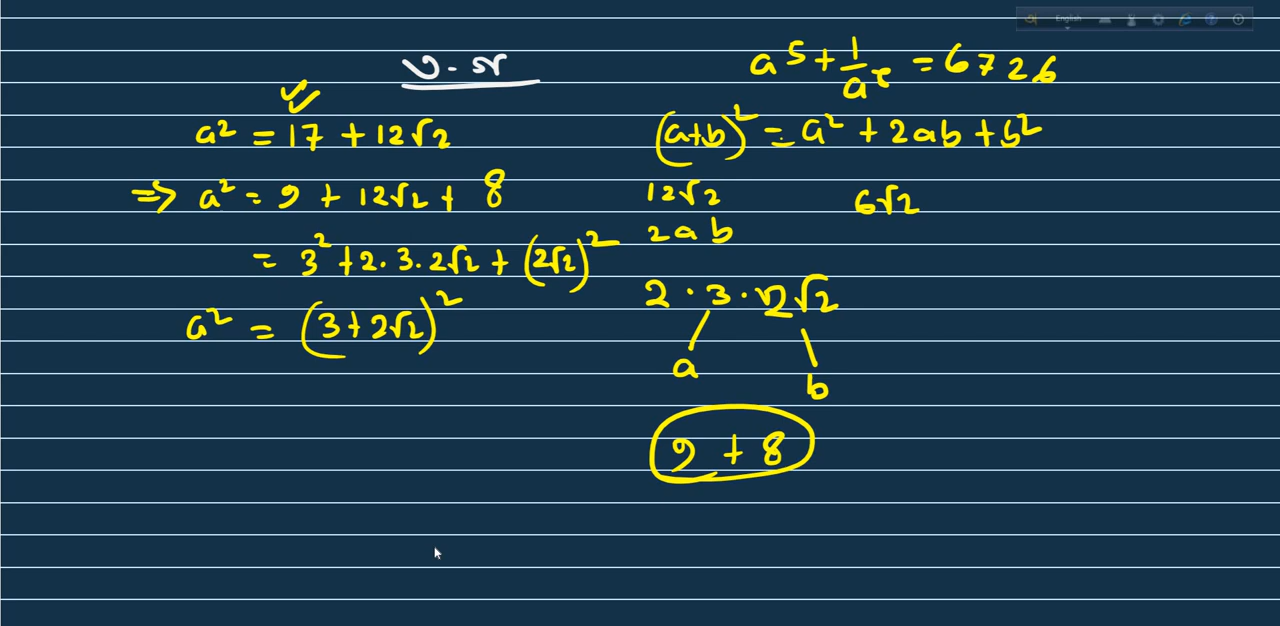 English
a² = 17 + 12√2
⇒ a² = 9 + 12√2 + 8
= 3² + 2·3·2√2 + (2√2)²
a² = (3+2√2)²
a⁵ + 1/a⁵ = 6726
(a+b)² = a² + 2ab + b²
12√2
6√2
2ab
2·3·2√2
a
b
9 + 8